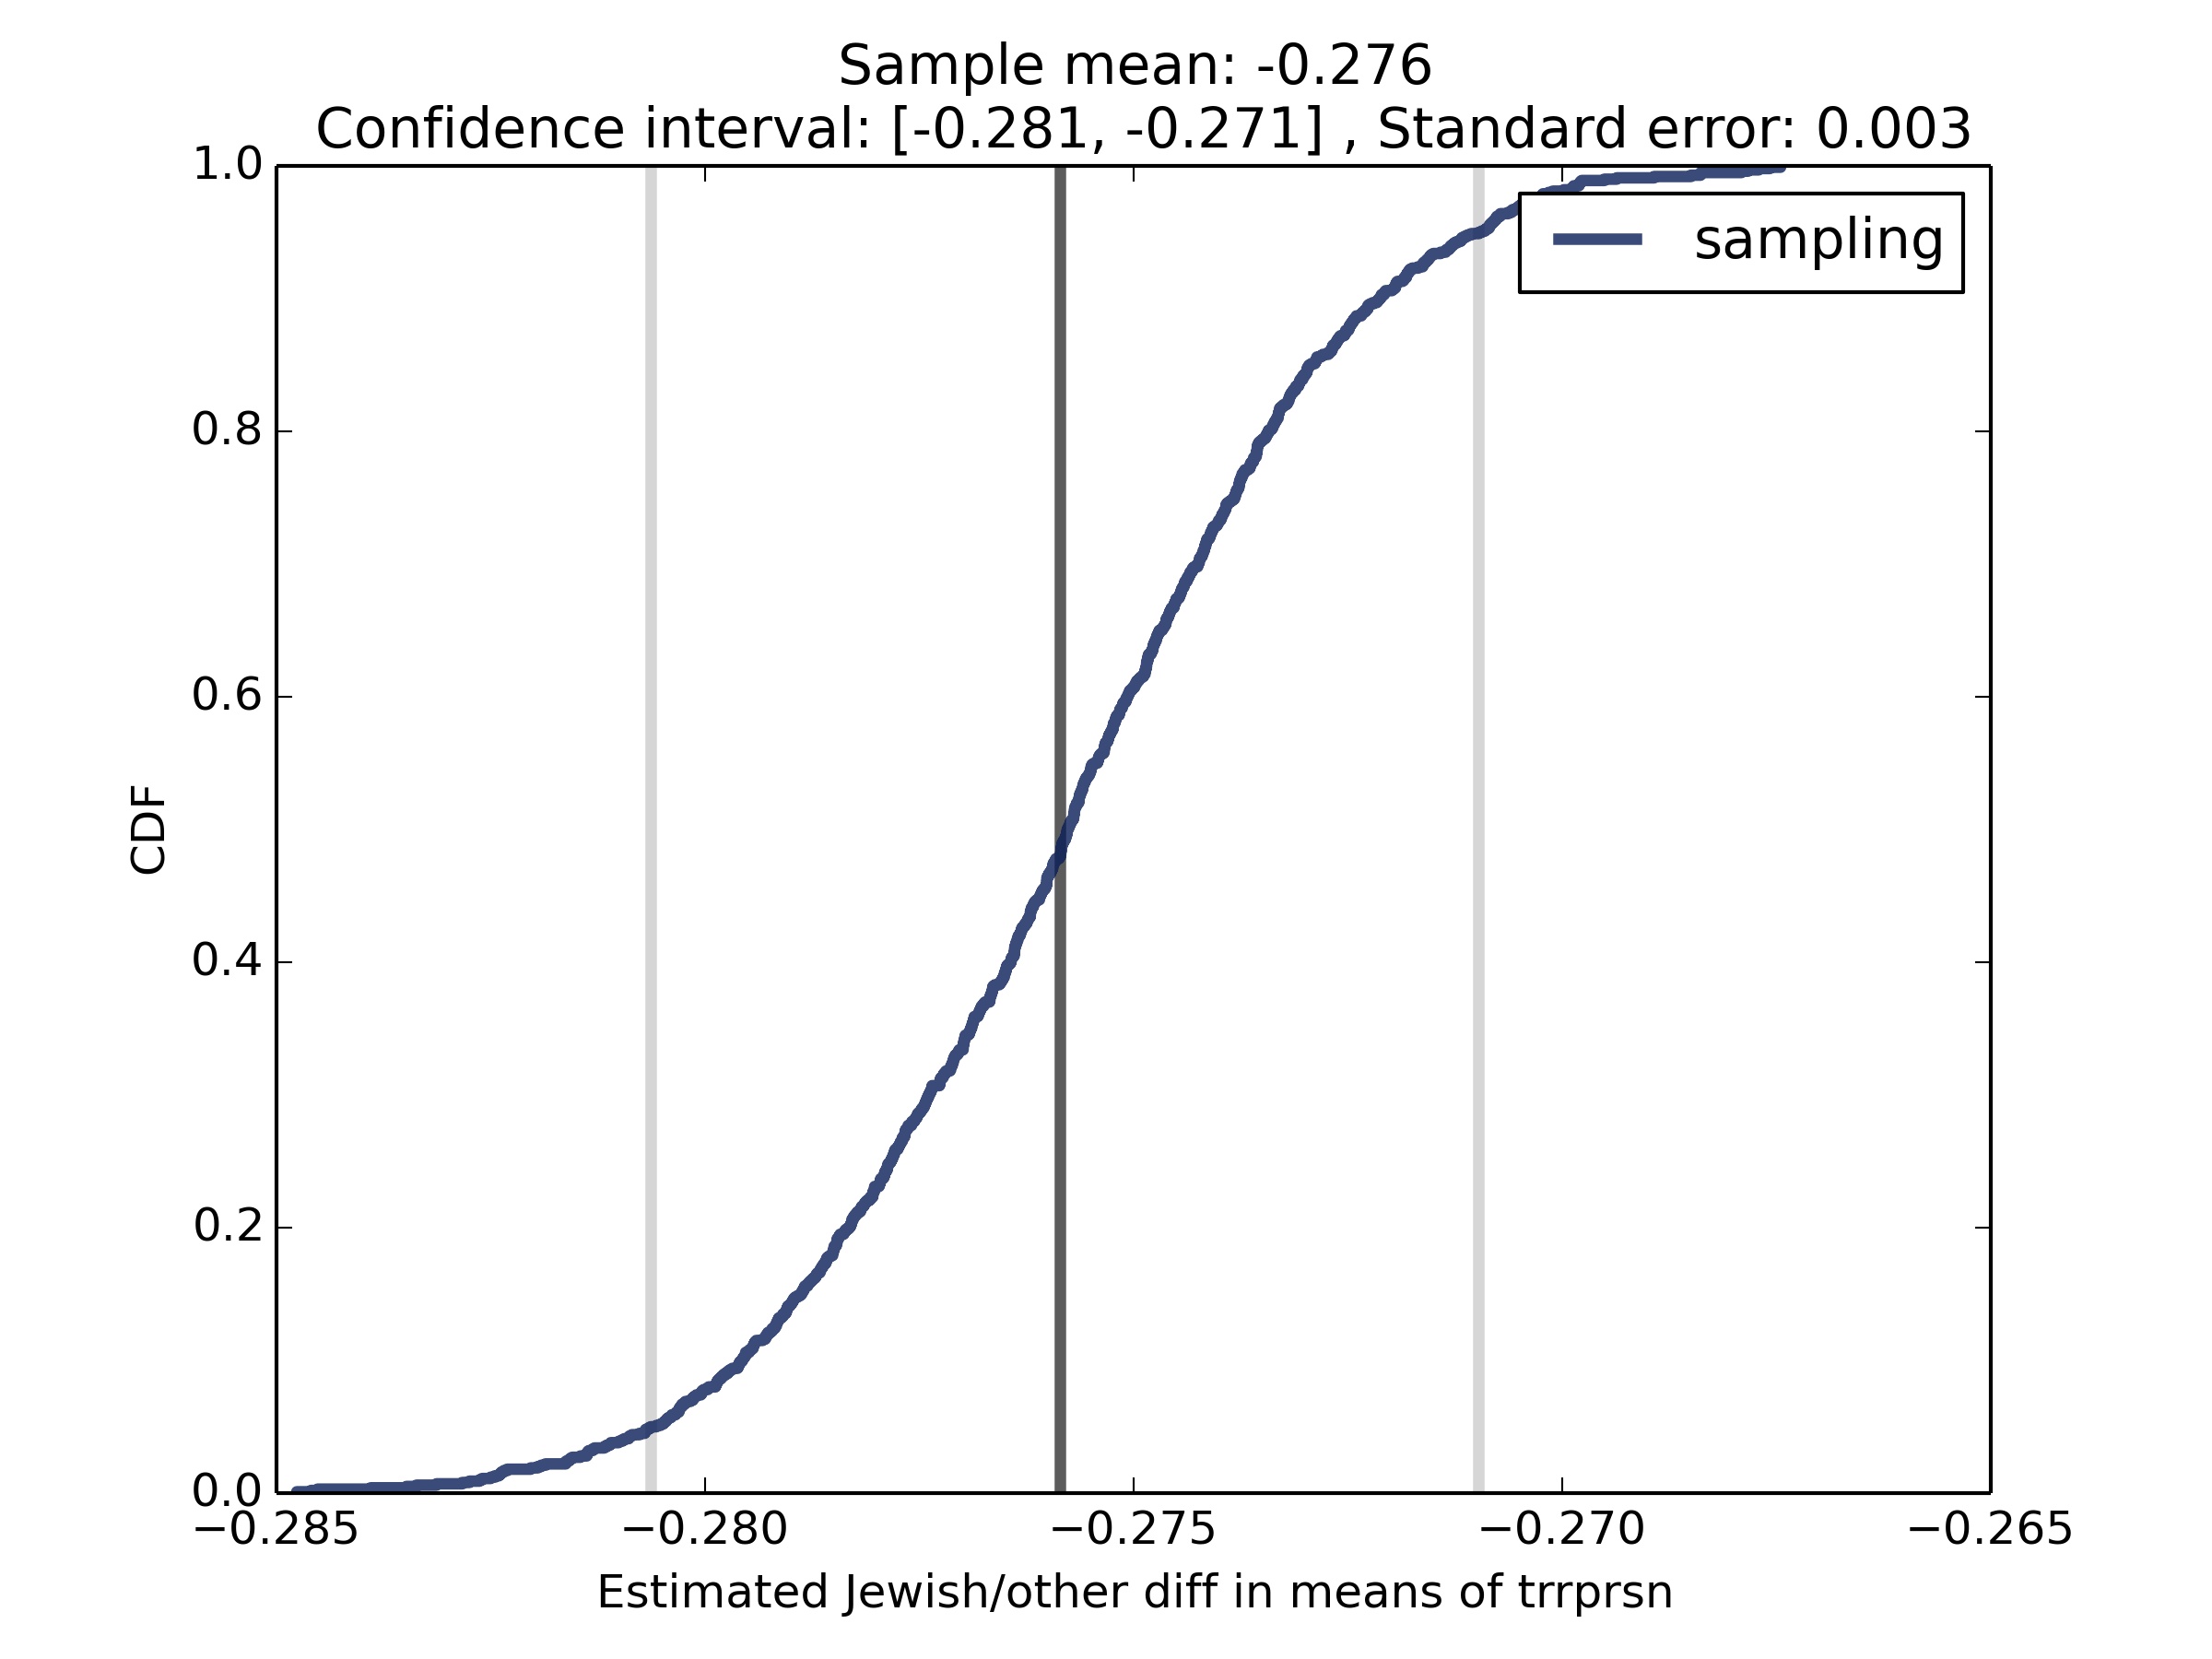 Sample mean: -0.276
Confidence interval: [-0.281, -0.271] , Standard error: 0.003
sampling
1.0
0.8
0.6
0.4
0.2
0.0
CDF
−0.285 −0.280 −0.275 −0.270 −0.265
Estimated Jewish/other diff in means of trrprsn